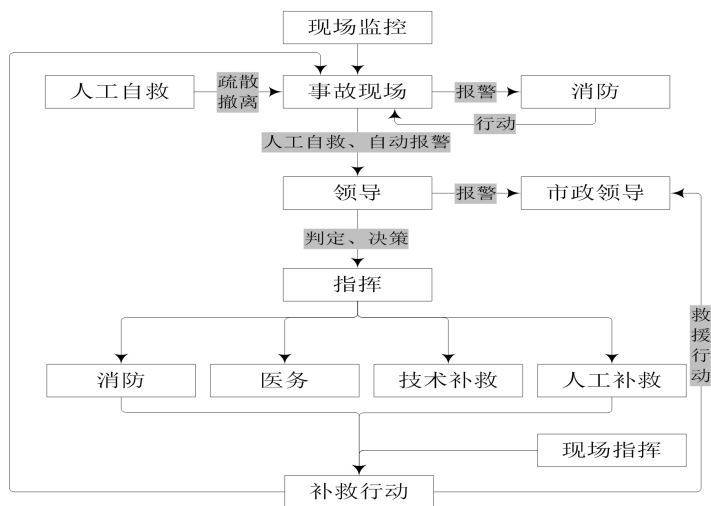 现场监控
人工自救
疏散
撤离
事故现场
报警
消防
行动
人工自救、自动报警
领导
报警
市政领导
判定、决策
指挥
救
援
行
动
消防
医务
技术补救
人工补救
现场指挥
补救行动